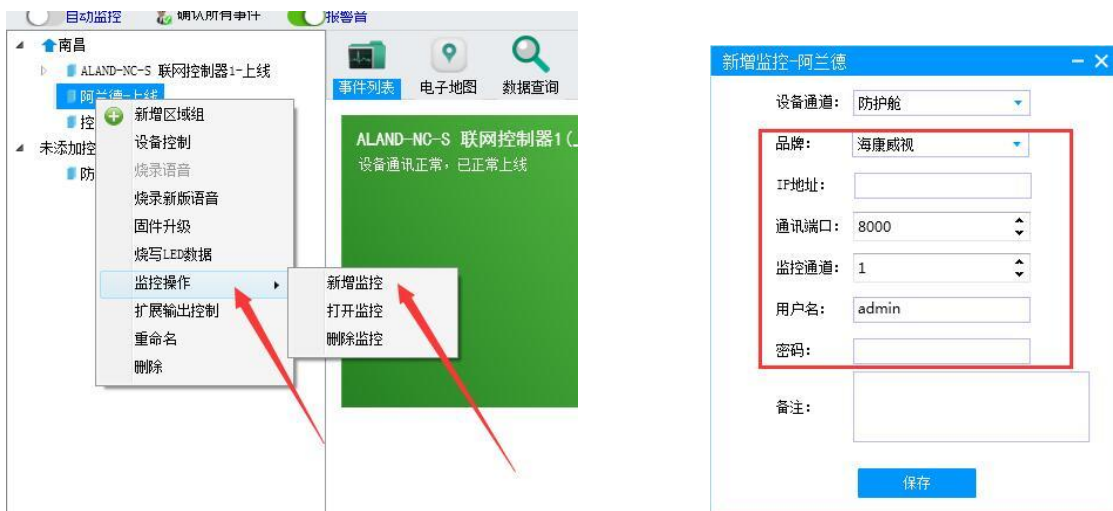 自动监控 确认所有事件 报警音
南昌
ALAND-NC-S 联网控制器1-上线
阿兰德-上线
控
未添加控
防
新增区域组
设备控制
烧录语音
烧录新版语音
固件升级
烧写LED数据
监控操作
扩展输出控制
重命名
删除
新增监控
打开监控
删除监控
事件列表 电子地图 数据查询
ALAND-NC-S 联网控制器1(上
设备通讯正常，已正常上线
新增监控-阿兰德
设备通道： 防护舱
品牌： 海康威视
IP地址：
通讯端口： 8000
监控通道： 1
用户名： admin
密码：
备注：
保存